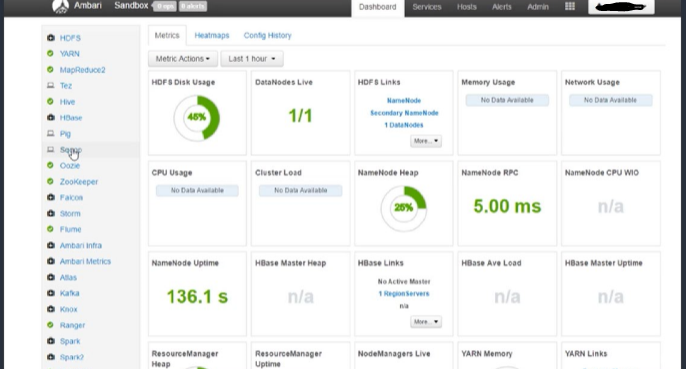 Ambari Sandbox 0 ops 0 alerts Dashboard Services Hosts Alerts Admin
HDFS
YARN
MapReduce2
Tez
Hive
HBase
Pig
Sqoop
Oozie
ZooKeeper
Falcon
Storm
Flume
Ambari Infra
Ambari Metrics
Atlas
Kafka
Knox
Ranger
Spark
Spark2
Metrics Heatmaps Config History
Metric Actions Last 1 hour
HDFS Disk Usage
45%
DataNodes Live
1/1
HDFS Links
NameNode
Secondary NameNode
1 DataNodes
More...
Memory Usage
No Data Available
Network Usage
No Data Available
CPU Usage
No Data Available
Cluster Load
No Data Available
NameNode Heap
25%
NameNode RPC
5.00 ms
NameNode CPU WIO
n/a
NameNode Uptime
136.1 s
HBase Master Heap
n/a
HBase Links
No Active Master
1 RegionServers
n/a
More...
HBase Ave Load
n/a
HBase Master Uptime
n/a
ResourceManager
Heap
ResourceManager
Uptime
NodeManagers Live
YARN Memory
YARN Links